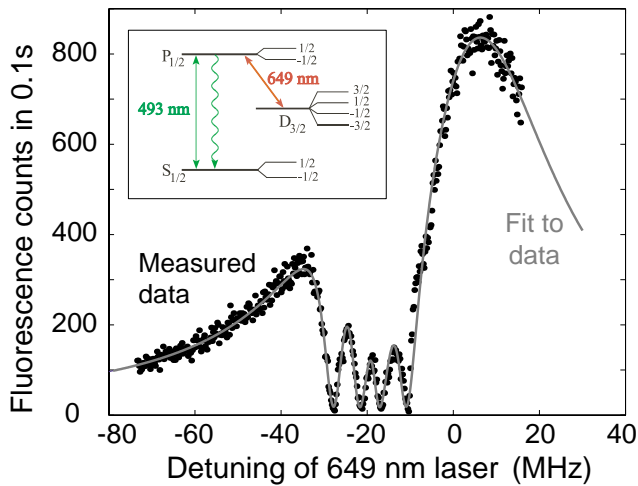 Fluorescence counts in 0.1s
800
600
400
200
0
-80
-60
-40
-20
0
20
40
Detuning of 649 nm laser (MHz)
P1/2
1/2
-1/2
649 nm
493 nm
D3/2
3/2
1/2
-1/2
-3/2
S1/2
1/2
-1/2
Measured
data
Fit to
data